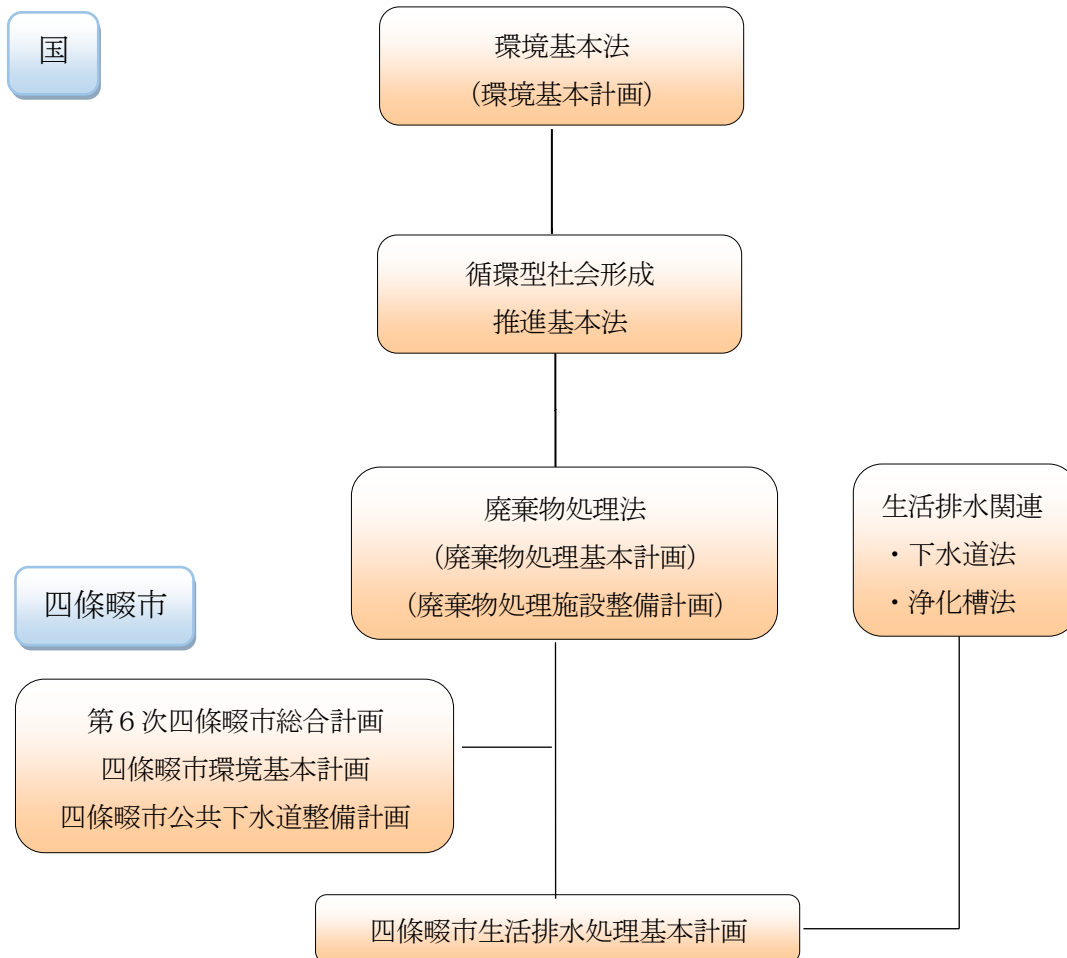 国
環境基本法
（環境基本計画）
循環型社会形成
推進基本法
廃棄物処理法
（廃棄物処理基本計画）
（廃棄物処理施設整備計画）
生活排水関連
・下水道法
・浄化槽法
四條畷市
第６次四條畷市総合計画
四條畷市環境基本計画
四條畷市公共下水道整備計画
四條畷市生活排水処理基本計画